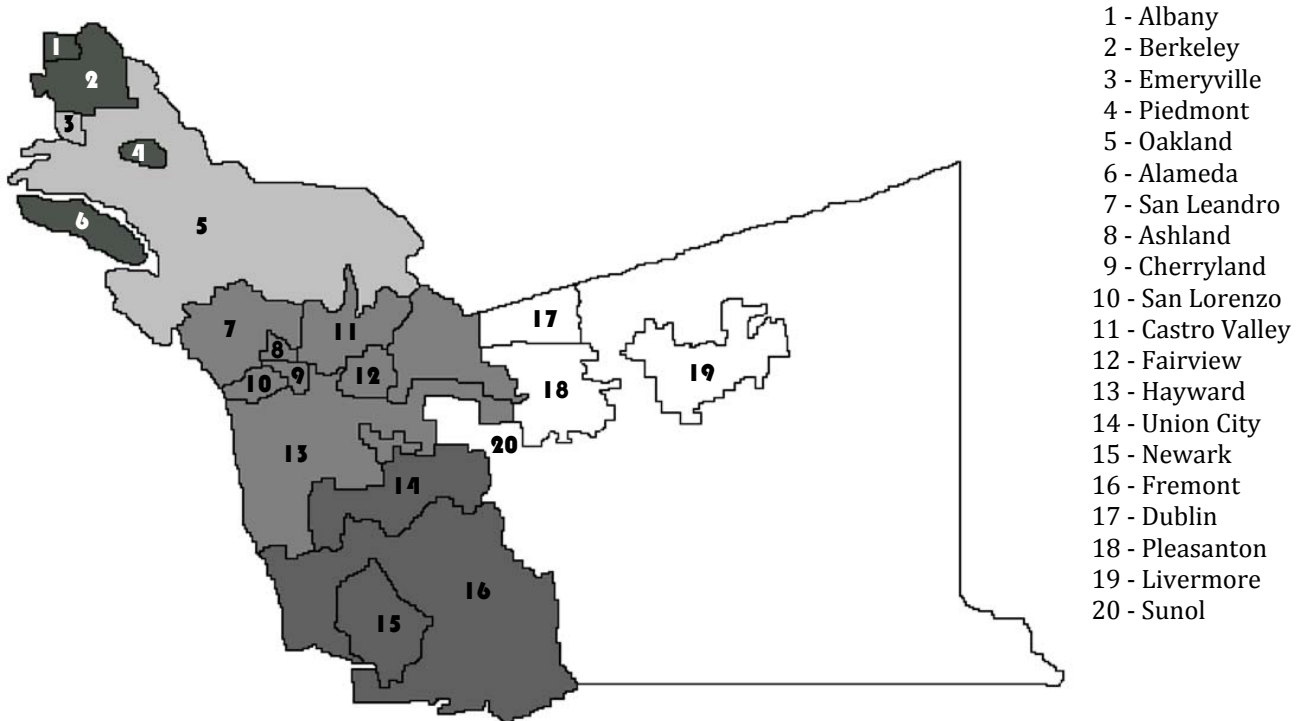 1 - Albany
2 - Berkeley
3 - Emeryville
4 - Piedmont
5 - Oakland
6 - Alameda
7 - San Leandro
8 - Ashland
9 - Cherryland
10 - San Lorenzo
11 - Castro Valley
12 - Fairview
13 - Hayward
14 - Union City
15 - Newark
16 - Fremont
17 - Dublin
18 - Pleasanton
19 - Livermore
20 - Sunol
1
2
3
4
5
6
7
8
9
10
11
12
13
14
15
16
17
18
19
20